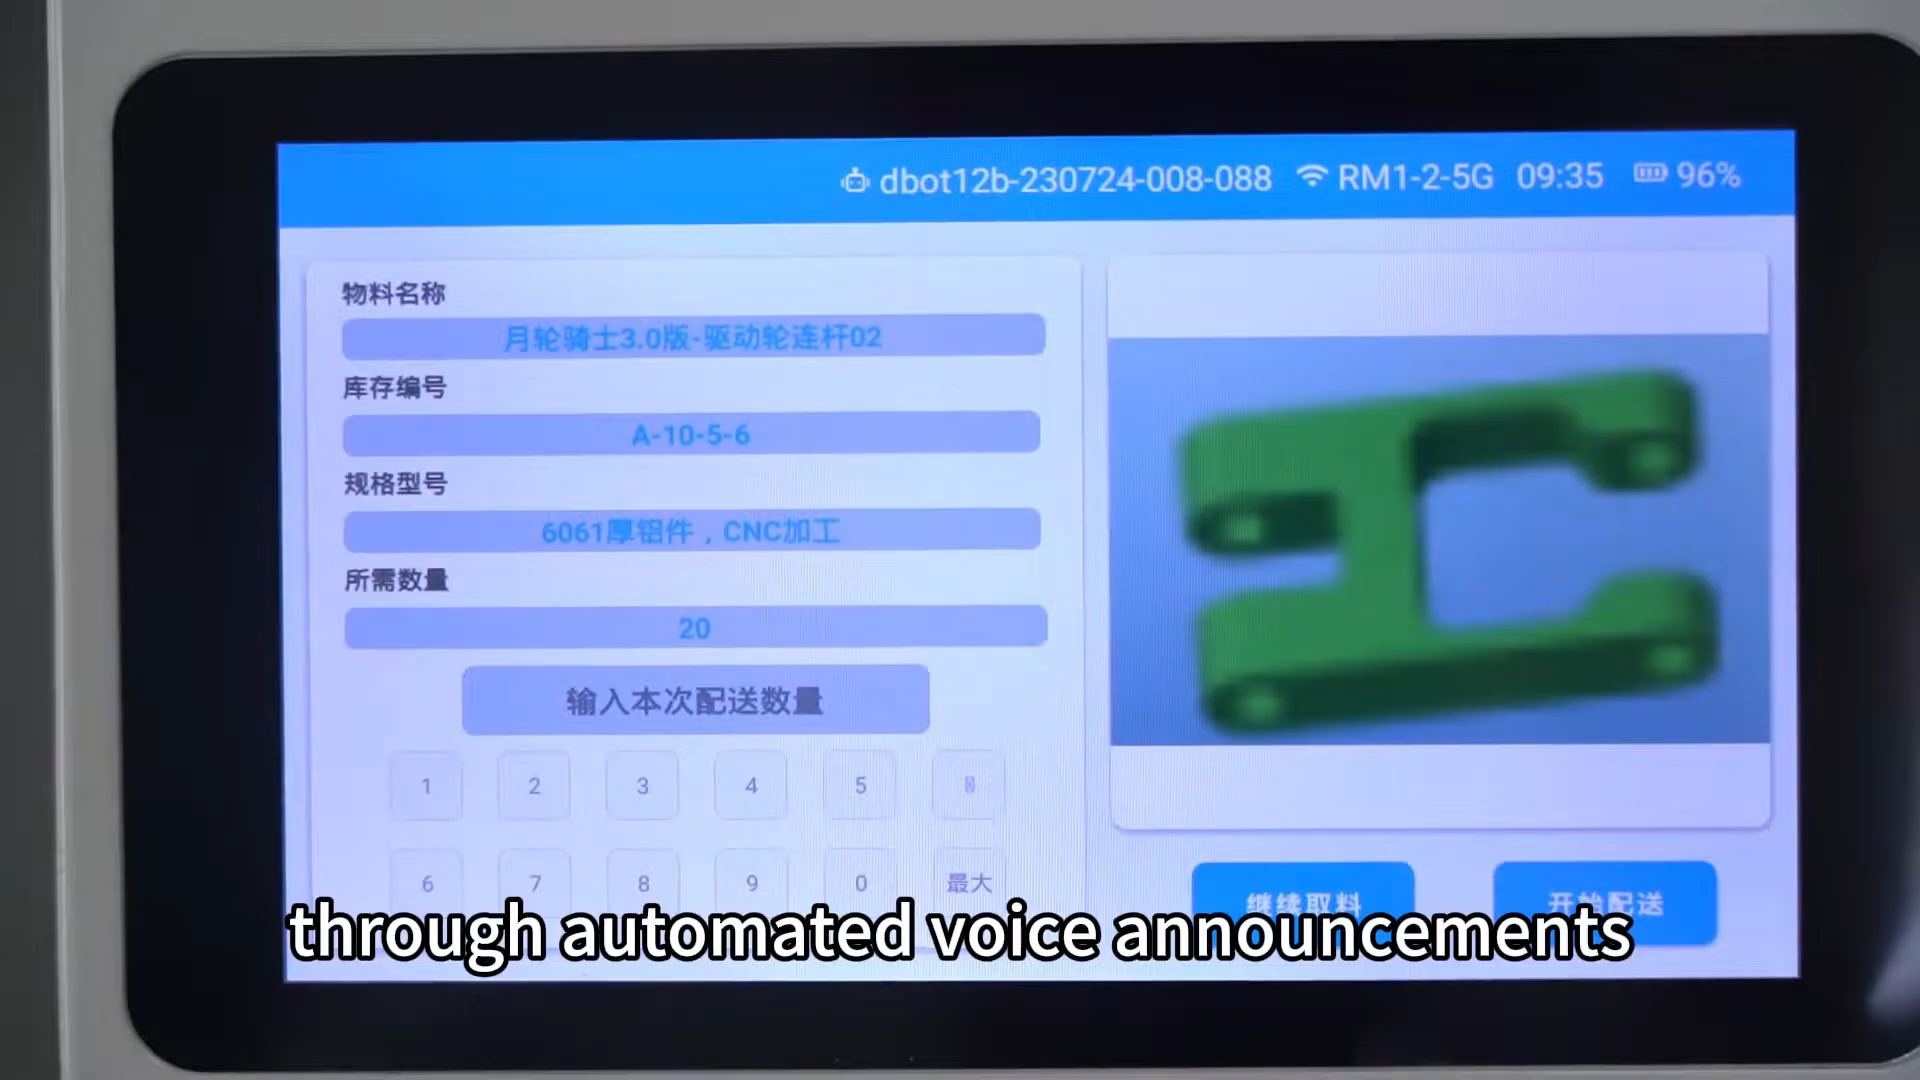 dbot12b-230724-008-088 RM1-2-5G 09:35 96%
物料名称
月轮骑士3.0版-驱动轮连杆02
库存编号
A-10-5-6
规格型号
6061厚铝件，CNC加工
所需数量
20
输入本次配送数量
1 2 3 4 5
6 7 8 9 0 最大
继续取料 开始配送
through automated voice announcements